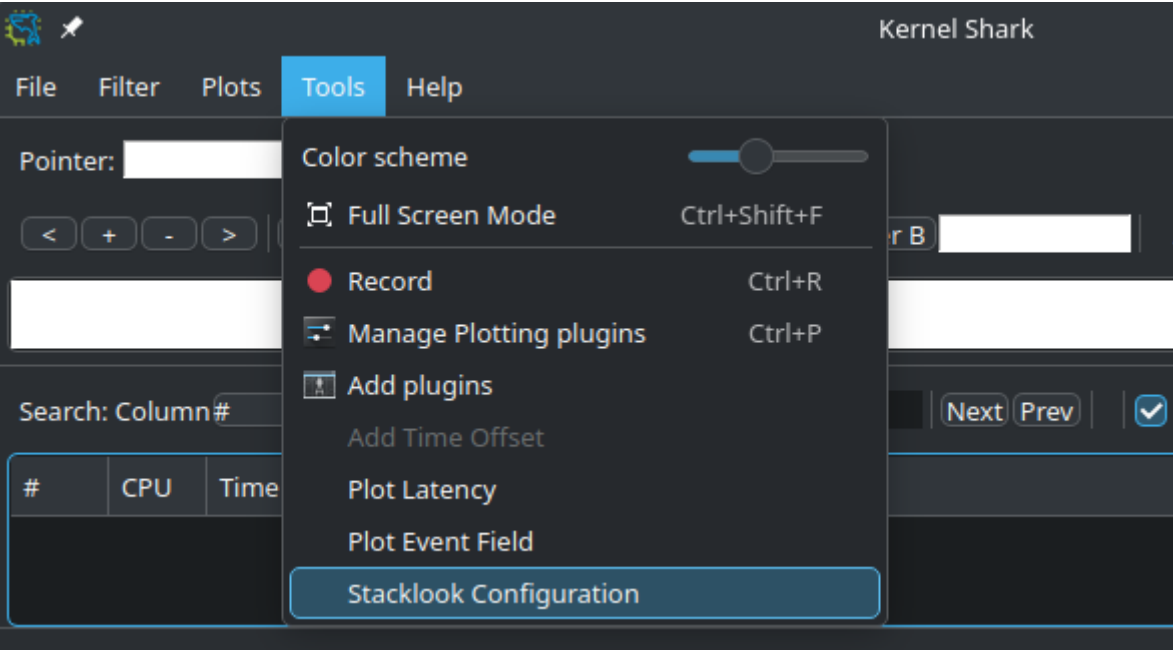 Kernel Shark
File Filter Plots Tools Help
Pointer:
Color scheme
Full Screen Mode Ctrl+Shift+F
< + - > r B
Record Ctrl+R
Manage Plotting plugins Ctrl+P
Add plugins
Search: Column # Next Prev
Add Time Offset
# CPU Time
Plot Latency
Plot Event Field
Stacklook Configuration